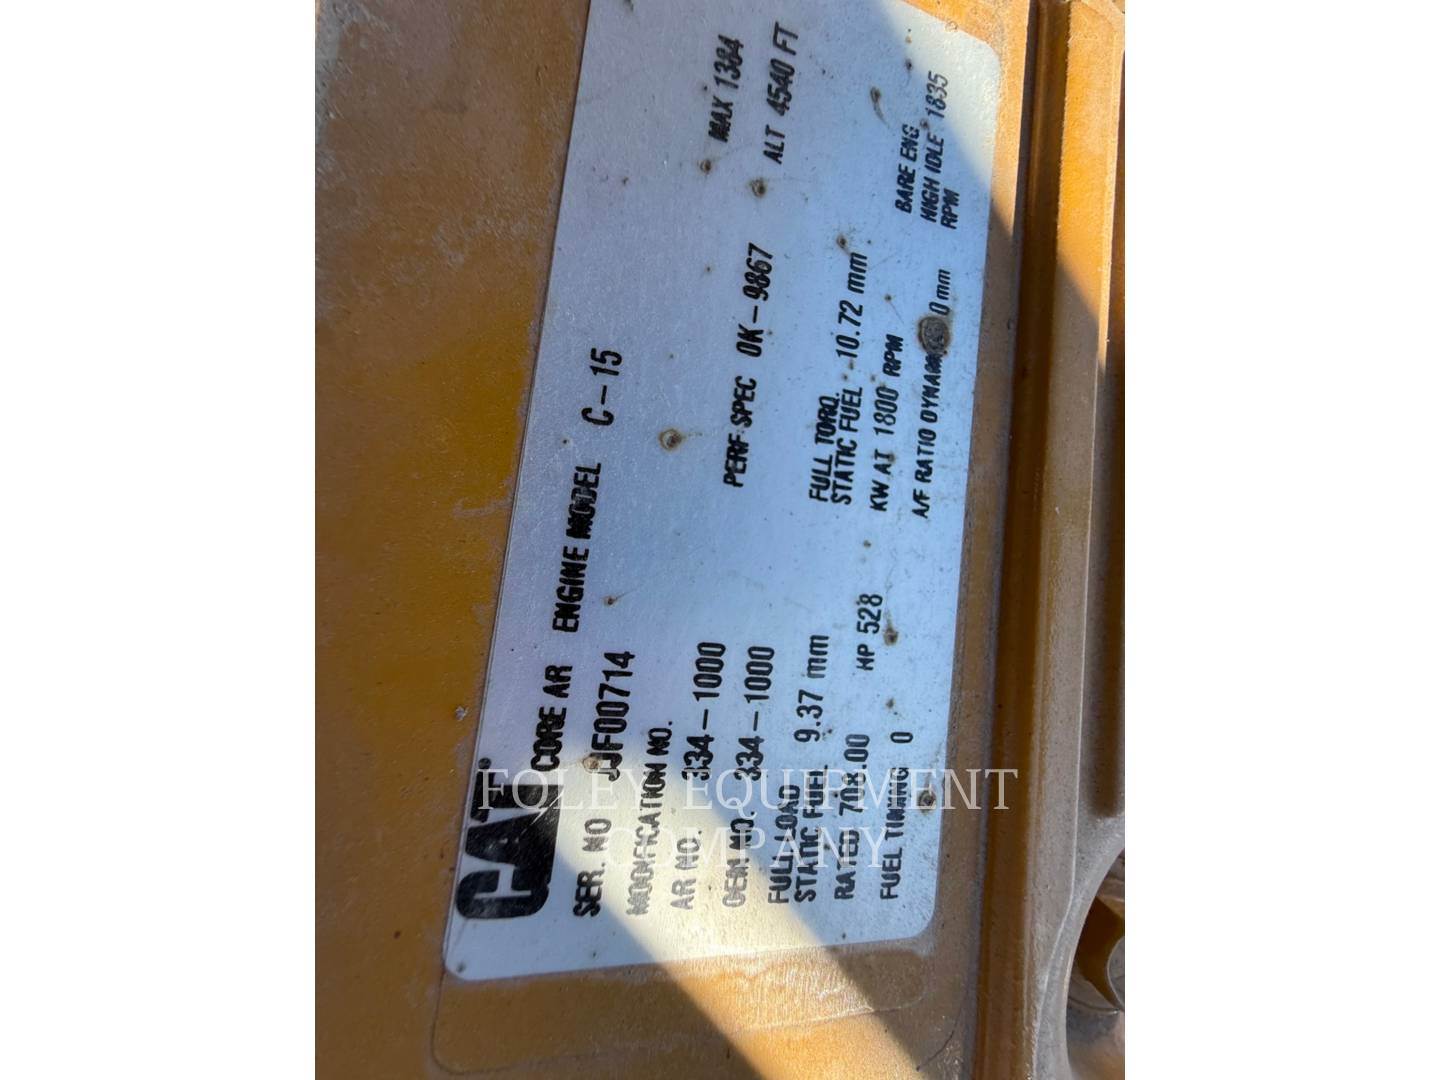 CAT
CORE AR ENGINE MODEL C-15
SER. NO JJF00714
MODIFICATION NO. MAX 1384
AR NO. 334-1000 PERF SPEC 0K-9867 ALT 4540 FT
OEM NO. 334-1000
FULL LOAD FULL TORQ.
STATIC FUEL 9.37 mm STATIC FUEL 10.72 mm
RATED 708.00 HP 528 KW AT 1800 RPM BARE ENG
FUEL TIMING 0 A/F RATIO DYNAMIC 0 mm HIGH IDLE 1835
RPM
FOLEY EQUIPMENT
COMPANY